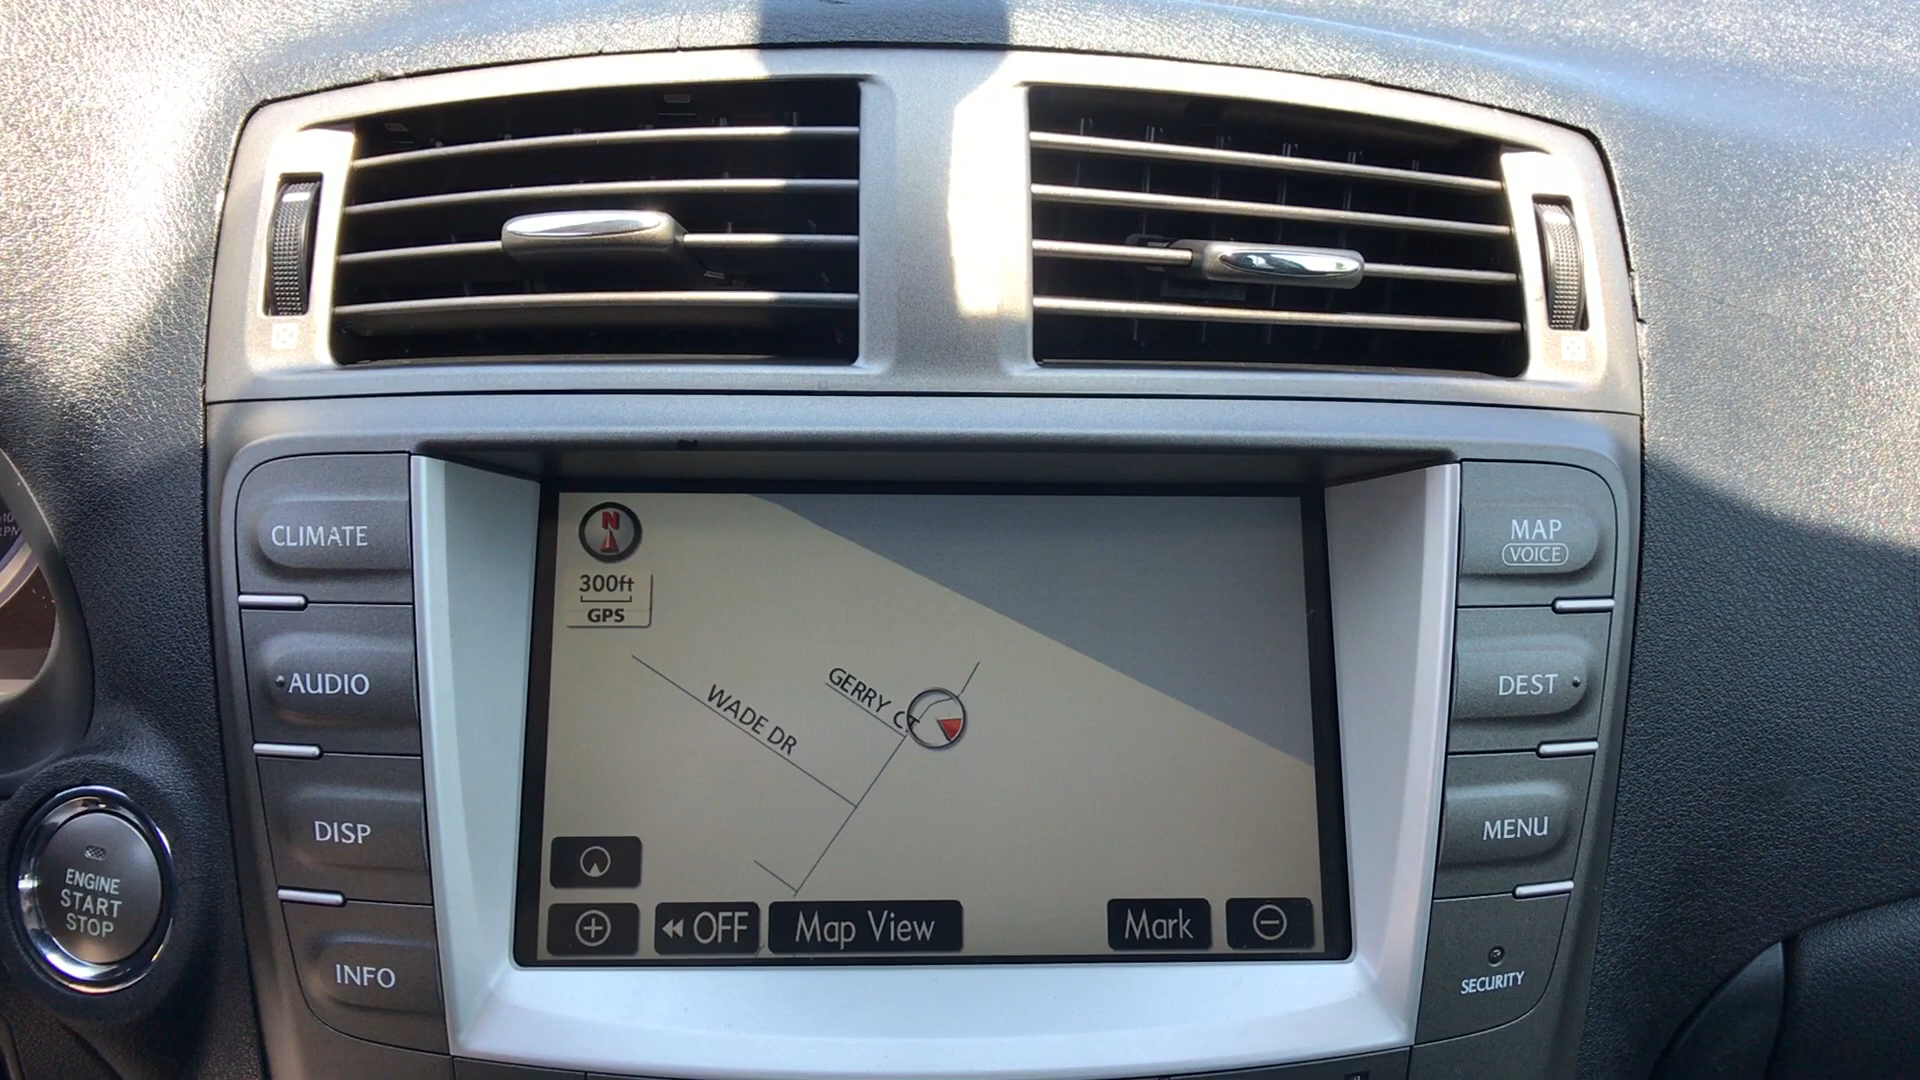 CLIMATE
AUDIO
DISP
INFO
ENGINE
START
STOP
N
300ft
GPS
GERRY CT
WADE DR
OFF
Map View
Mark
MAP
VOICE
DEST
MENU
SECURITY